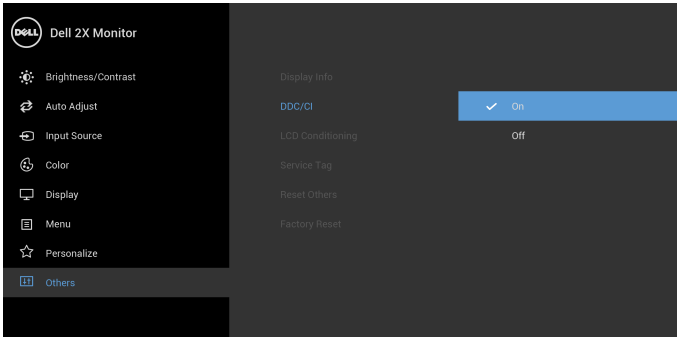 DELL
Dell 2X Monitor
Brightness/Contrast
Auto Adjust
Input Source
Color
Display
Menu
Personalize
Others
Display Info
DDC/CI
LCD Conditioning
Service Tag
Reset Others
Factory Reset
On
Off